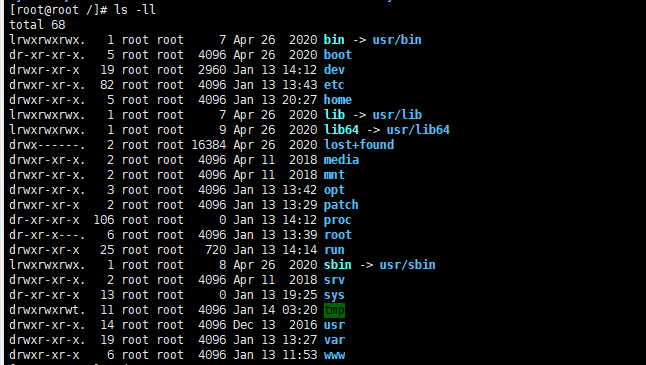 [root@root /]# ls -ll
total 68
lrwxrwxrwx.   1 root root     7 Apr 26  2020 bin -> usr/bin
dr-xr-xr-x.   5 root root  4096 Apr 26  2020 boot
drwxr-xr-x   19 root root  2960 Jan 13 14:12 dev
drwxr-xr-x.  82 root root  4096 Jan 13 13:43 etc
drwxr-xr-x.   5 root root  4096 Jan 13 20:27 home
lrwxrwxrwx.   1 root root     7 Apr 26  2020 lib -> usr/lib
lrwxrwxrwx.   1 root root     9 Apr 26  2020 lib64 -> usr/lib64
drwx------.   2 root root 16384 Apr 26  2020 lost+found
drwxr-xr-x.   2 root root  4096 Apr 11  2018 media
drwxr-xr-x.   2 root root  4096 Apr 11  2018 mnt
drwxr-xr-x.   3 root root  4096 Jan 13 13:42 opt
drwxr-xr-x    2 root root  4096 Jan 13 13:29 patch
dr-xr-xr-x  106 root root     0 Jan 13 14:12 proc
dr-xr-x---.   6 root root  4096 Jan 13 13:39 root
drwxr-xr-x   25 root root   720 Jan 13 14:14 run
lrwxrwxrwx.   1 root root     8 Apr 26  2020 sbin -> usr/sbin
drwxr-xr-x.   2 root root  4096 Apr 11  2018 srv
dr-xr-xr-x   13 root root     0 Jan 13 19:25 sys
drwxrwxrwt.  11 root root  4096 Jan 14 03:20 tmp
drwxr-xr-x.  14 root root  4096 Dec 13  2016 usr
drwxr-xr-x.  19 root root  4096 Jan 13 13:27 var
drwxr-xr-x    6 root root  4096 Jan 13 11:53 www